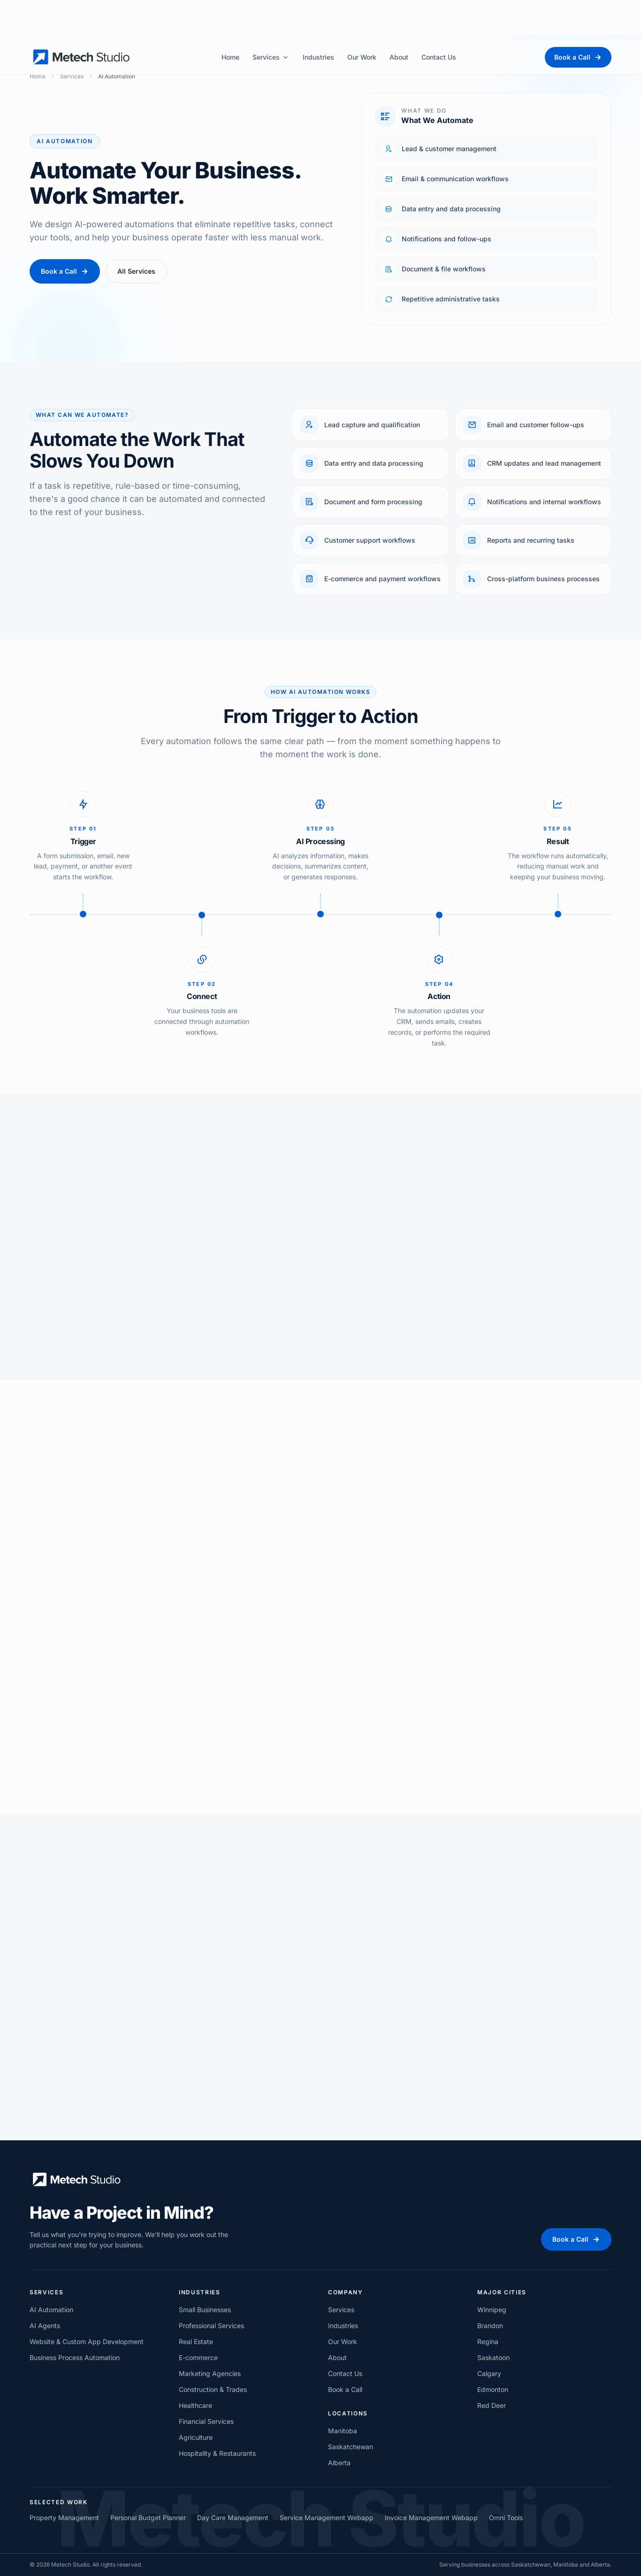 Metech Studio
Home
Services
Industries
Our Work
About
Contact Us
Book a Call
Home / Services / AI Automation
AI AUTOMATION
Automate Your Business.
Work Smarter.
We design AI-powered automations that eliminate repetitive tasks, connect
your tools, and help your business operate faster with less manual work.
Book a Call
All Services
WHAT WE DO
What We Automate
Lead & customer management
Email & communication workflows
Data entry and data processing
Notifications and follow-ups
Document & file workflows
Repetitive administrative tasks
WHAT CAN WE AUTOMATE?
Automate the Work That
Slows You Down
If a task is repetitive, rule-based or time-consuming,
there's a good chance it can be automated and connected
to the rest of your business.
Lead capture and qualification
Email and customer follow-ups
Data entry and data processing
CRM updates and lead management
Document and form processing
Notifications and internal workflows
Customer support workflows
Reports and recurring tasks
E-commerce and payment workflows
Cross-platform business processes
HOW AI AUTOMATION WORKS
From Trigger to Action
Every automation follows the same clear path — from the moment something happens to
the moment the work is done.
STEP 01
Trigger
A form submission, email, new
lead, payment, or another event
starts the workflow.
STEP 03
AI Processing
AI analyzes information, makes
decisions, summarizes content,
or generates responses.
STEP 05
Result
The workflow runs automatically,
reducing manual work and
keeping your business moving.
STEP 02
Connect
Your business tools are
connected through automation
workflows.
STEP 04
Action
The automation updates your
CRM, sends emails, creates
records, or performs the required
task.
Metech Studio
Have a Project in Mind?
Tell us what you're trying to improve. We'll help you work out the
practical next step for your business.
Book a Call
SERVICES
AI Automation
AI Agents
Website & Custom App Development
Business Process Automation
INDUSTRIES
Small Businesses
Professional Services
Real Estate
E-commerce
Marketing Agencies
Construction & Trades
Healthcare
Financial Services
Agriculture
Hospitality & Restaurants
COMPANY
Services
Industries
Our Work
About
Contact Us
Book a Call
LOCATIONS
Manitoba
Saskatchewan
Alberta
MAJOR CITIES
Winnipeg
Brandon
Regina
Saskatoon
Calgary
Edmonton
Red Deer
Metech Studio
SELECTED WORK
Property Management
Personal Budget Planner
Day Care Management
Service Management Webapp
Invoice Management Webapp
Omni Tools
© 2026 Metech Studio. All rights reserved.
Serving businesses across Saskatchewan, Manitoba and Alberta.